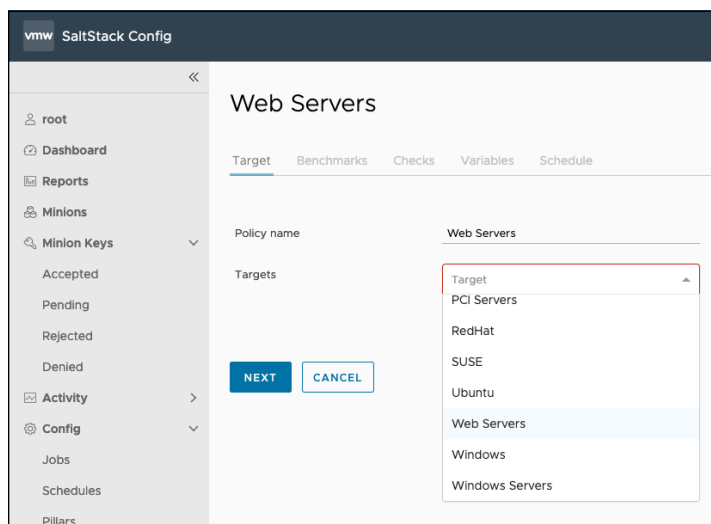 vmw SaltStack Config
root
Dashboard
Reports
Minions
Minion Keys
Accepted
Pending
Rejected
Denied
Activity
Config
Jobs
Schedules
Pillars
Web Servers
Target Benchmarks Checks Variables Schedule
Policy name Web Servers
Targets Target
PCI Servers
RedHat
SUSE
Ubuntu
Web Servers
Windows
Windows Servers
NEXT CANCEL